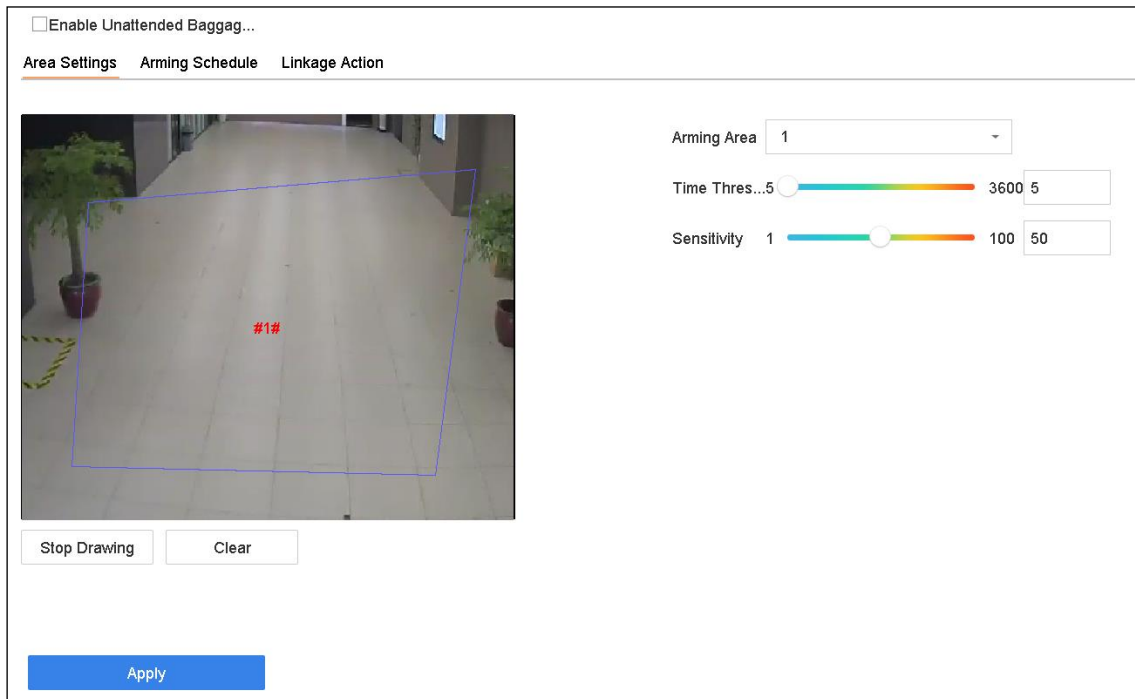 Enable Unattended Baggag...
Area Settings Arming Schedule Linkage Action
Arming Area 1
Time Thres...5 3600 5
Sensitivity 1 100 50
#1#
Stop Drawing Clear
Apply